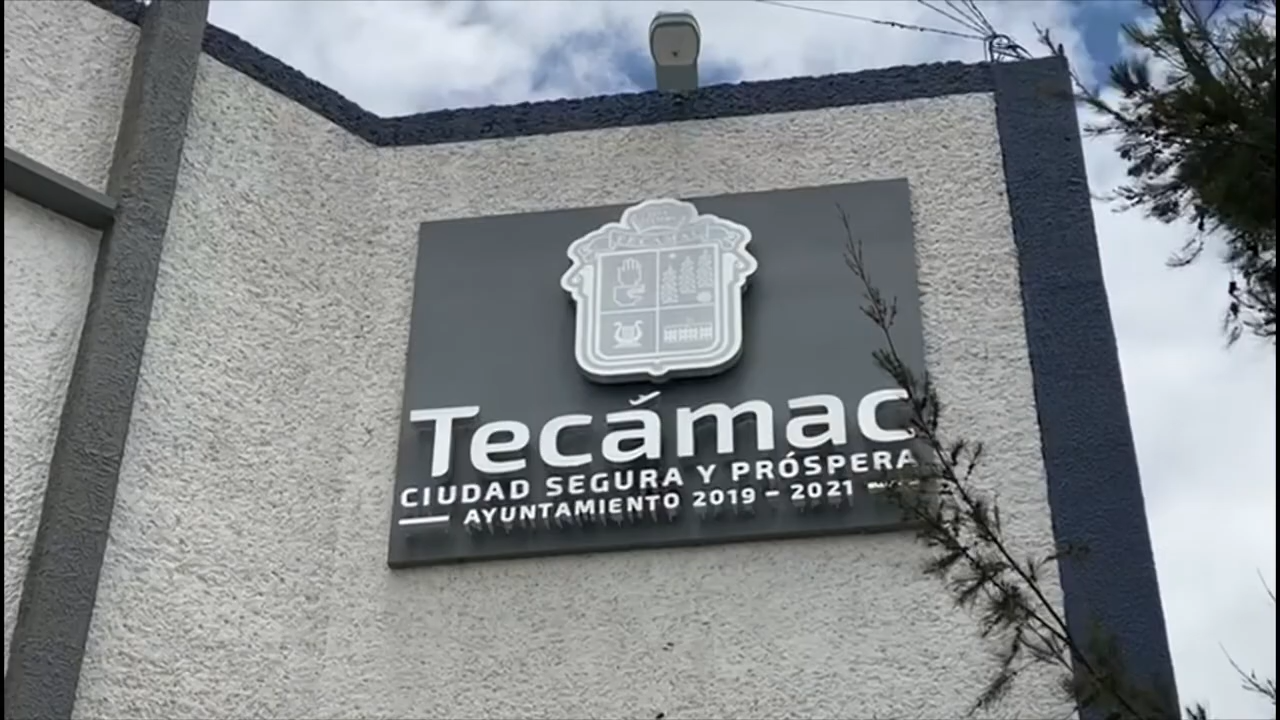 Tecámac
CIUDAD SEGURA Y PRÓSPERA
AYUNTAMIENTO 2019 – 2021